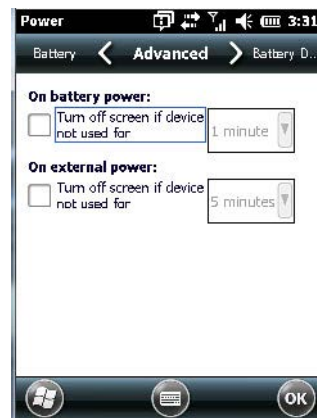 Power 3:31
Battery Advanced Battery D...
On battery power:
Turn off screen if device
not used for
1 minute
On external power:
Turn off screen if device
not used for
5 minutes
OK